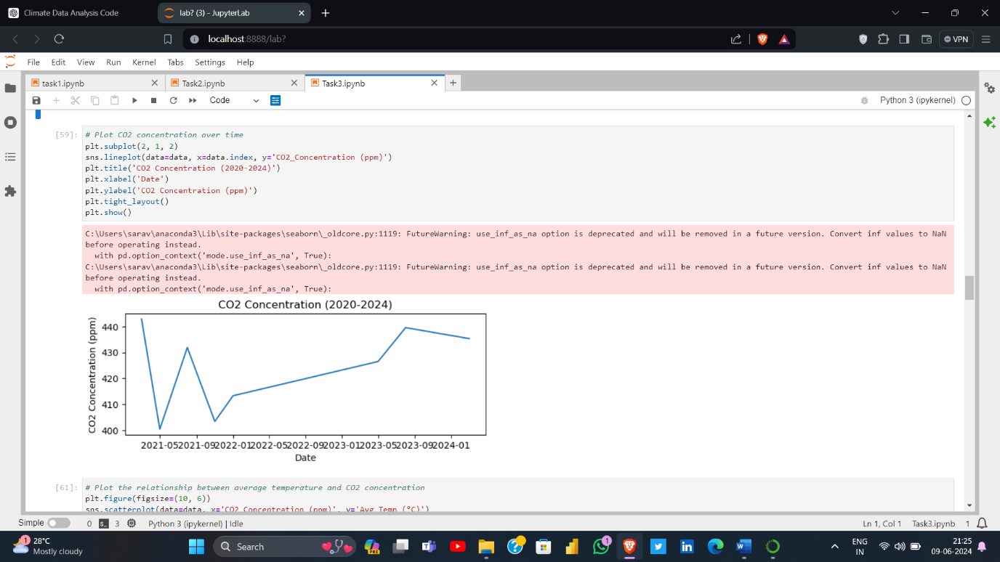 Climate Data Analysis Code
lab? (3) - JupyterLab
localhost:8888/lab?
VPN
File Edit View Run Kernel Tabs Settings Help
task1.ipynb
Task2.ipynb
Task3.ipynb
Code
Python 3 (ipykernel)
[59]:
# Plot CO2 concentration over time
plt.subplot(2, 1, 2)
sns.lineplot(data=data, x=data.index, y='CO2_Concentration (ppm)')
plt.title('CO2 Concentration (2020-2024)')
plt.xlabel('Date')
plt.ylabel('CO2 Concentration (ppm)')
plt.tight_layout()
plt.show()
C:\Users\sarav\anaconda3\Lib\site-packages\seaborn\_oldcore.py:1119: FutureWarning: use_inf_as_na option is deprecated and will be removed in a future version. Convert inf values to NaN
before operating instead.
with pd.option_context('mode.use_inf_as_na', True):
C:\Users\sarav\anaconda3\Lib\site-packages\seaborn\_oldcore.py:1119: FutureWarning: use_inf_as_na option is deprecated and will be removed in a future version. Convert inf values to NaN
before operating instead.
with pd.option_context('mode.use_inf_as_na', True):
CO2 Concentration (2020-2024)
CO2 Concentration (ppm)
440
430
420
410
400
2021-05 2021-09 2022-01 2022-05 2022-09 2023-01 2023-05 2023-09 2024-01
Date
[61]:
# Plot the relationship between average temperature and CO2 concentration
plt.figure(figsize=(10, 6))
sns.scatterplot(data=data, x='CO2_Concentration (ppm)', y='Avg_Temp (°C)')
Simple
0
3
Python 3 (ipykernel) | Idle
Ln 1, Col 1
Task3.ipynb
1
1
28°C
Mostly cloudy
Search
PRE
1
ENG
IN
21:25
09-06-2024